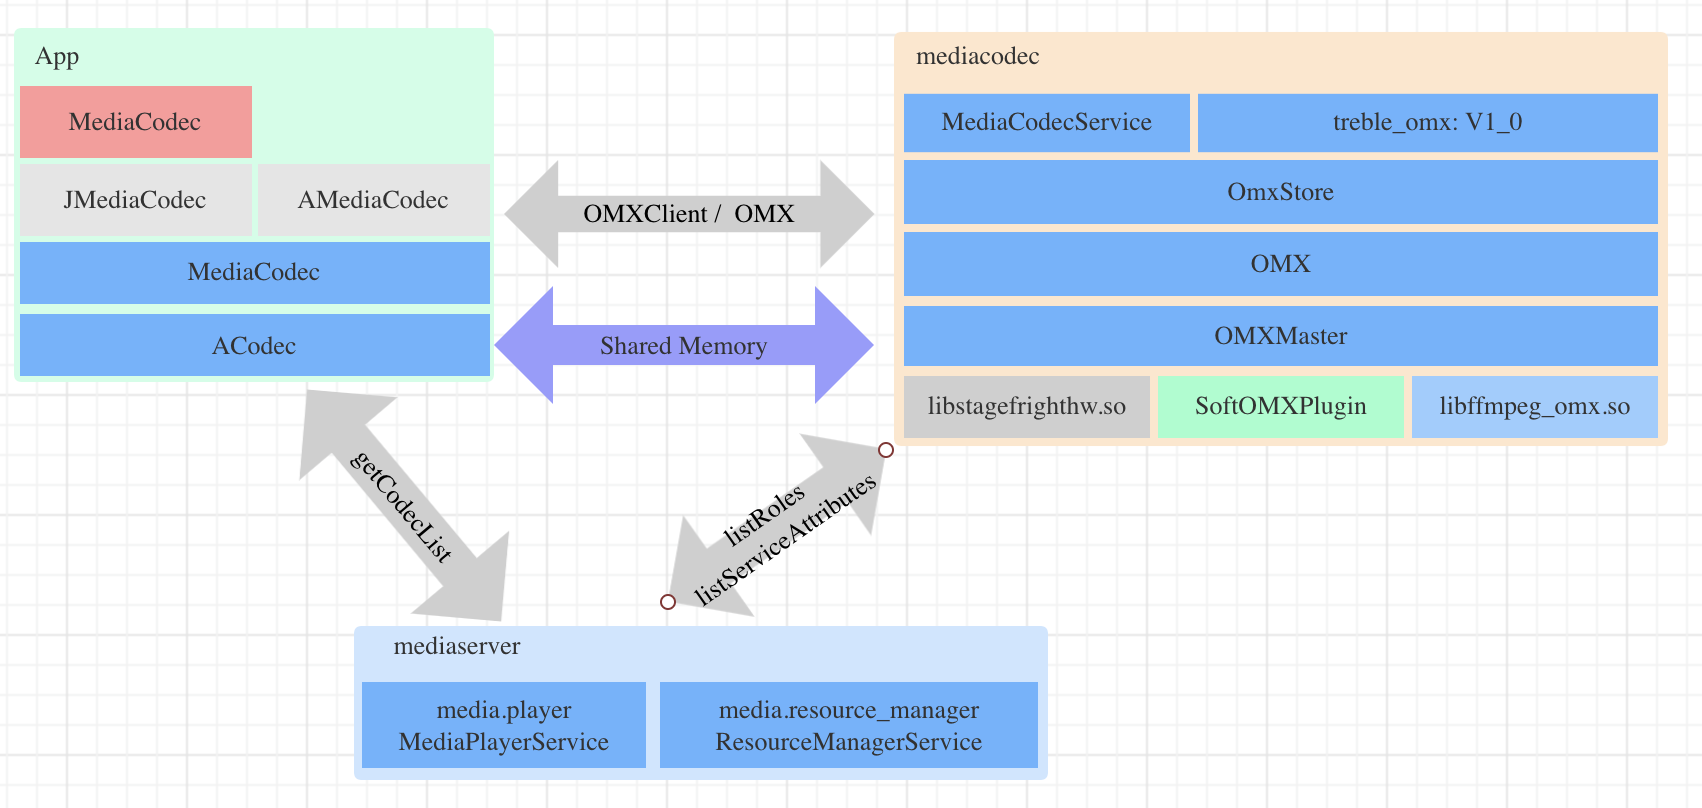 App
MediaCodec
JMediaCodec
AMediaCodec
MediaCodec
ACodec
OMXClient / OMX
Shared Memory
mediacodec
MediaCodecService
treble_omx: V1_0
OmxStore
OMX
OMXMaster
libstagefrighthw.so
SoftOMXPlugin
libffmpeg_omx.so
getCodecList
listRoles
listServiceAttributes
mediaserver
media.player
MediaPlayerService
media.resource_manager
ResourceManagerService